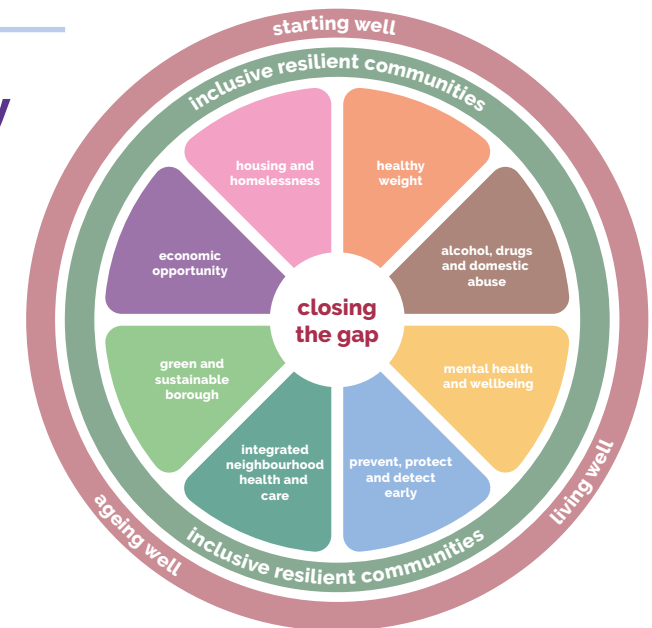 starting well
inclusive resilient communities
housing and
homelessness
healthy
weight
economic
opportunity
alcohol, drugs
and domestic
abuse
closing
the gap
green and
sustainable
borough
mental health
and wellbeing
integrated
neighbourhood
health and
care
prevent, protect
and detect
early
inclusive resilient communities
ageing well
living well